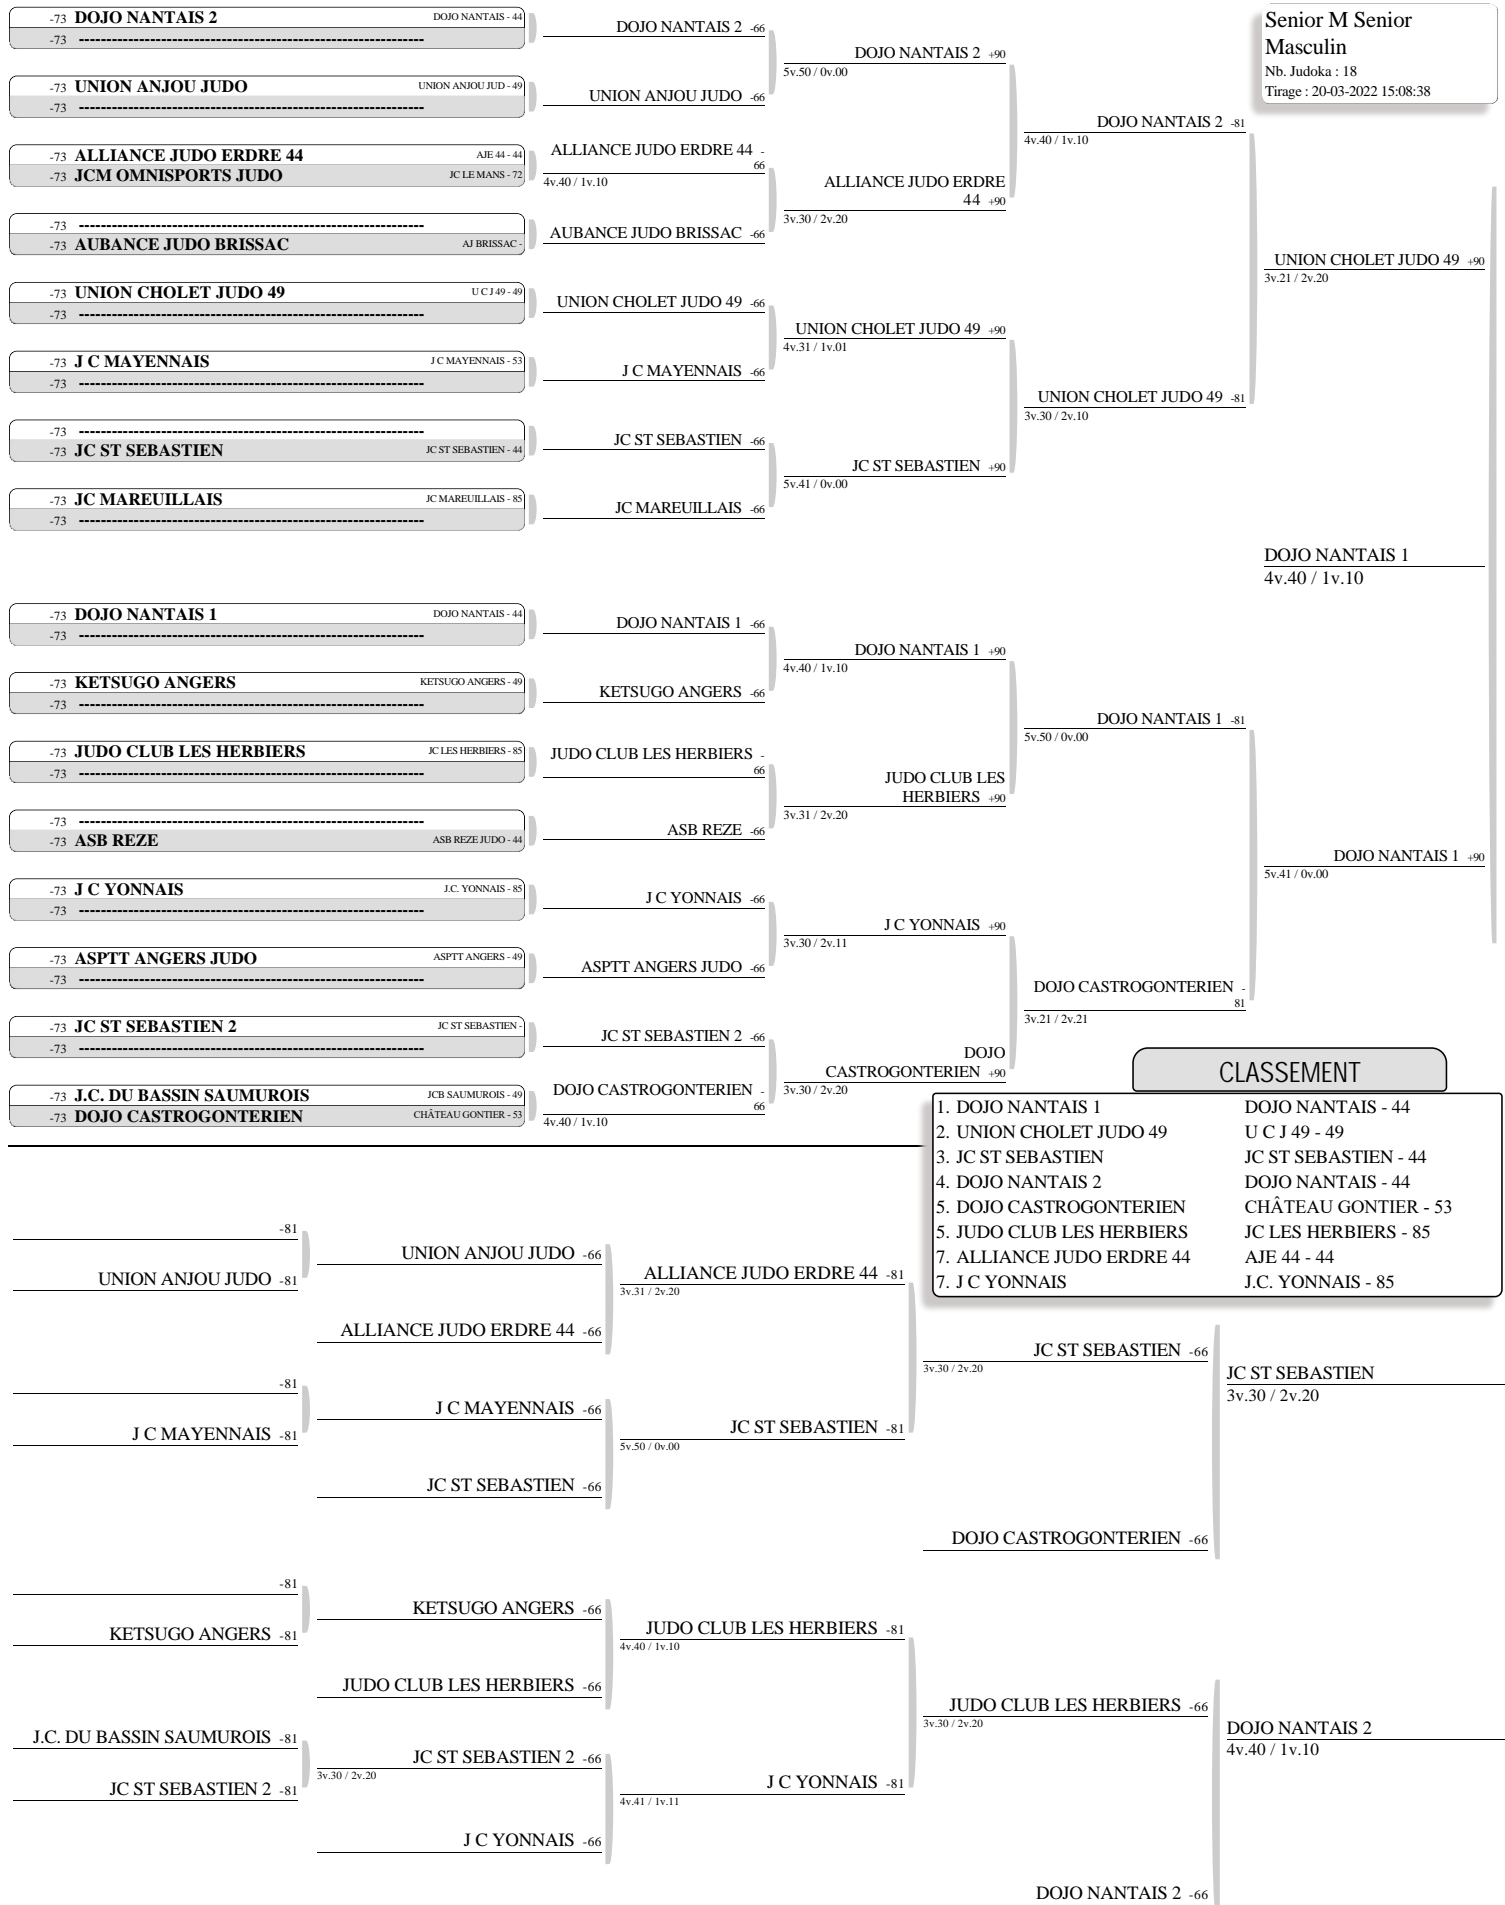 Senior M Senior
Masculin
Nb. Judoka : 18
Tirage : 20-03-2022 15:08:38
-73 DOJO NANTAIS 2 DOJO NANTAIS - 44
-73 ----------------------------------------------------------------
-73 UNION ANJOU JUDO UNION ANJOU JUD - 49
-73 ----------------------------------------------------------------
-73 ALLIANCE JUDO ERDRE 44 AJE 44 - 44
-73 JCM OMNISPORTS JUDO JC LE MANS - 72
-73 ----------------------------------------------------------------
-73 AUBANCE JUDO BRISSAC AJ BRISSAC -
-73 UNION CHOLET JUDO 49 U C J 49 - 49
-73 ----------------------------------------------------------------
-73 J C MAYENNAIS J C MAYENNAIS - 53
-73 ----------------------------------------------------------------
-73 ----------------------------------------------------------------
-73 JC ST SEBASTIEN JC ST SEBASTIEN - 44
-73 JC MAREUILLAIS JC MAREUILLAIS - 85
-73 ----------------------------------------------------------------
-73 DOJO NANTAIS 1 DOJO NANTAIS - 44
-73 ----------------------------------------------------------------
-73 KETSUGO ANGERS KETSUGO ANGERS - 49
-73 ----------------------------------------------------------------
-73 JUDO CLUB LES HERBIERS JC LES HERBIERS - 85
-73 ----------------------------------------------------------------
-73 ----------------------------------------------------------------
-73 ASB REZE ASB REZE JUDO - 44
-73 J C YONNAIS J.C. YONNAIS - 85
-73 ----------------------------------------------------------------
-73 ASPTT ANGERS JUDO ASPTT ANGERS - 49
-73 ----------------------------------------------------------------
-73 JC ST SEBASTIEN 2 JC ST SEBASTIEN -
-73 ----------------------------------------------------------------
-73 J.C. DU BASSIN SAUMUROIS JCB SAUMUROIS - 49
-73 DOJO CASTROGONTERIEN CHÂTEAU GONTIER - 53
DOJO NANTAIS 2 -66
UNION ANJOU JUDO -66
ALLIANCE JUDO ERDRE 44 -
66
4v.40 / 1v.10
AUBANCE JUDO BRISSAC -66
UNION CHOLET JUDO 49 -66
J C MAYENNAIS -66
JC ST SEBASTIEN -66
JC MAREUILLAIS -66
DOJO NANTAIS 1 -66
KETSUGO ANGERS -66
JUDO CLUB LES HERBIERS -
66
ASB REZE -66
J C YONNAIS -66
ASPTT ANGERS JUDO -66
JC ST SEBASTIEN 2 -66
DOJO CASTROGONTERIEN -
66
4v.40 / 1v.10
DOJO NANTAIS 2 +90
5v.50 / 0v.00
ALLIANCE JUDO ERDRE
44 +90
3v.30 / 2v.20
UNION CHOLET JUDO 49 +90
4v.31 / 1v.01
JC ST SEBASTIEN +90
5v.41 / 0v.00
DOJO NANTAIS 1 +90
4v.40 / 1v.10
JUDO CLUB LES
HERBIERS +90
3v.31 / 2v.20
J C YONNAIS +90
3v.30 / 2v.11
DOJO
CASTROGONTERIEN +90
3v.30 / 2v.20
DOJO NANTAIS 2 -81
4v.40 / 1v.10
UNION CHOLET JUDO 49 -81
3v.30 / 2v.10
DOJO NANTAIS 1 -81
5v.50 / 0v.00
DOJO CASTROGONTERIEN -
81
3v.21 / 2v.21
UNION CHOLET JUDO 49 +90
3v.21 / 2v.20
DOJO NANTAIS 1 +90
5v.41 / 0v.00
DOJO NANTAIS 1
4v.40 / 1v.10
CLASSEMENT
1. DOJO NANTAIS 1 DOJO NANTAIS - 44
2. UNION CHOLET JUDO 49 U C J 49 - 49
3. JC ST SEBASTIEN JC ST SEBASTIEN - 44
4. DOJO NANTAIS 2 DOJO NANTAIS - 44
5. DOJO CASTROGONTERIEN CHÂTEAU GONTIER - 53
5. JUDO CLUB LES HERBIERS JC LES HERBIERS - 85
7. ALLIANCE JUDO ERDRE 44 AJE 44 - 44
7. J C YONNAIS J.C. YONNAIS - 85
-81
UNION ANJOU JUDO -81
-81
J C MAYENNAIS -81
-81
KETSUGO ANGERS -81
J.C. DU BASSIN SAUMUROIS -81
JC ST SEBASTIEN 2 -81
UNION ANJOU JUDO -66
ALLIANCE JUDO ERDRE 44 -66
J C MAYENNAIS -66
JC ST SEBASTIEN -66
KETSUGO ANGERS -66
JUDO CLUB LES HERBIERS -66
JC ST SEBASTIEN 2 -66
3v.30 / 2v.20
J C YONNAIS -66
ALLIANCE JUDO ERDRE 44 -81
3v.31 / 2v.20
JC ST SEBASTIEN -81
5v.50 / 0v.00
JUDO CLUB LES HERBIERS -81
4v.40 / 1v.10
J C YONNAIS -81
4v.41 / 1v.11
JC ST SEBASTIEN -66
3v.30 / 2v.20
DOJO CASTROGONTERIEN -66
JUDO CLUB LES HERBIERS -66
3v.30 / 2v.20
DOJO NANTAIS 2 -66
JC ST SEBASTIEN
3v.30 / 2v.20
DOJO NANTAIS 2
4v.40 / 1v.10